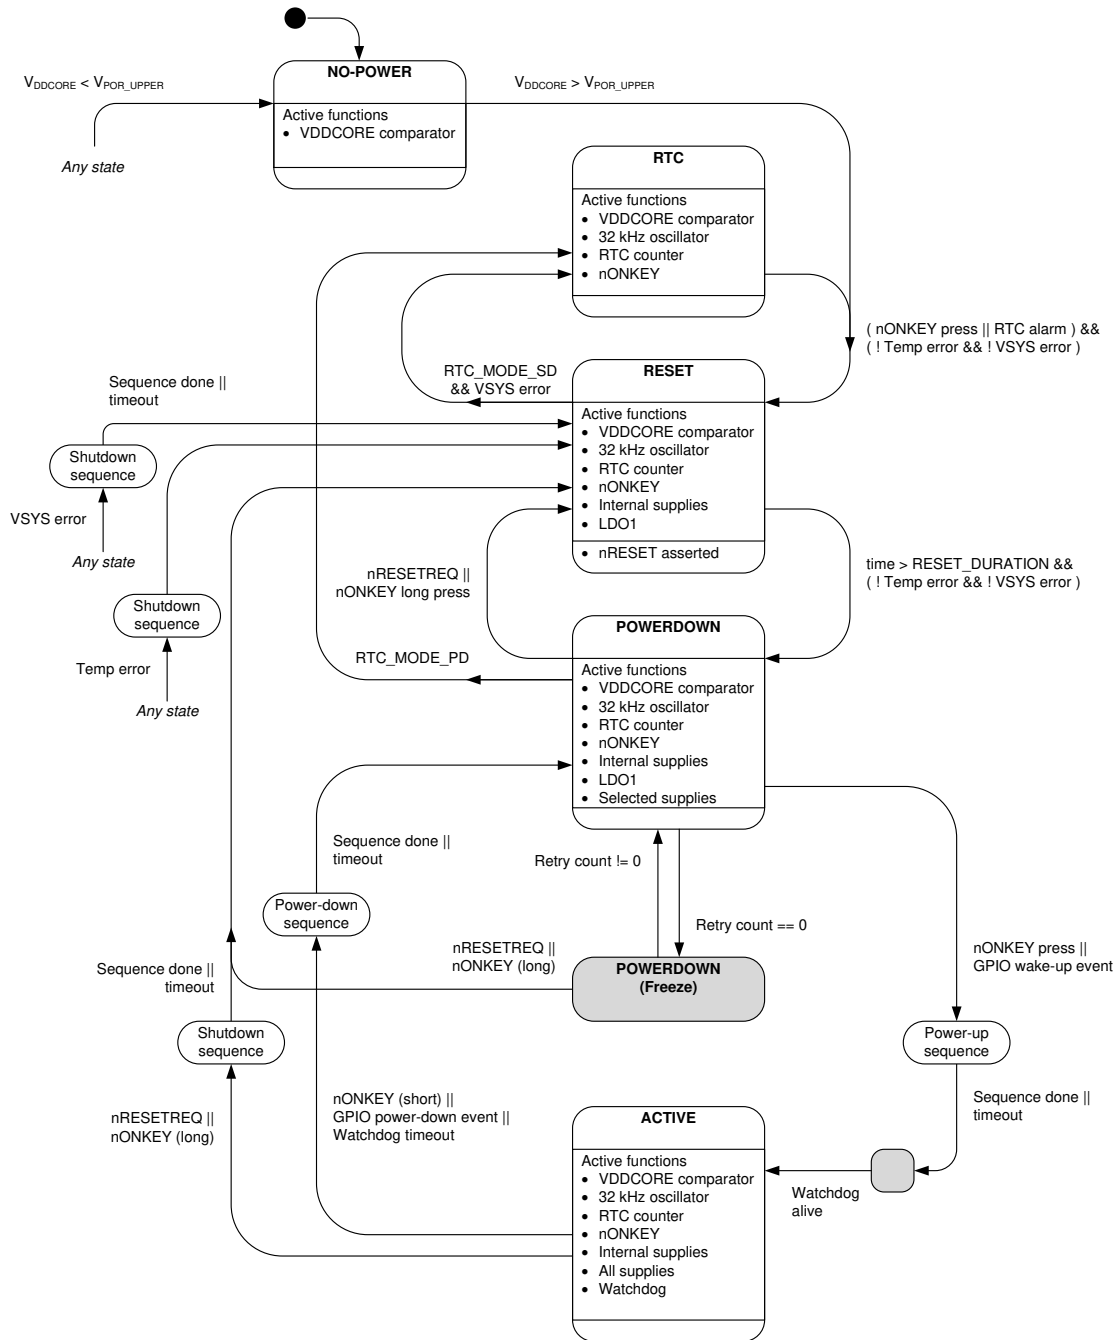 NO-POWER
V DDCORE < V POR_UPPER
V DDCORE > V POR_UPPER
Active functions
• VDDCORE comparator
Any state
RTC
Active functions
• VDDCORE comparator
• 32 kHz oscillator
• RTC counter
• nONKEY
( nONKEY press || RTC alarm ) &&
( ! Temp error && ! VSYS error )
RTC_MODE_SD
&& VSYS error
RESET
Sequence done ||
timeout
Active functions
• VDDCORE comparator
• 32 kHz oscillator
• RTC counter
• nONKEY
• Internal supplies
• LDO1
• nRESET asserted
Shutdown
sequence
VSYS error
Any state
nRESETREQ ||
nONKEY long press
time > RESET_DURATION &&
( ! Temp error && ! VSYS error )
Shutdown
sequence
Temp error
Any state
POWERDOWN
RTC_MODE_PD
Active functions
• VDDCORE comparator
• 32 kHz oscillator
• RTC counter
• nONKEY
• Internal supplies
• LDO1
• Selected supplies
Sequence done ||
timeout
Retry count != 0
Power-down
sequence
Retry count == 0
nRESETREQ ||
nONKEY (long)
POWERDOWN
(Freeze)
nONKEY press ||
GPIO wake-up event
Sequence done ||
timeout
Shutdown
sequence
Power-up
sequence
nONKEY (short) ||
GPIO power-down event ||
Watchdog timeout
nRESETREQ ||
nONKEY (long)
Sequence done ||
timeout
ACTIVE
Active functions
• VDDCORE comparator
• 32 kHz oscillator
• RTC counter
• nONKEY
• Internal supplies
• All supplies
• Watchdog
Watchdog
alive